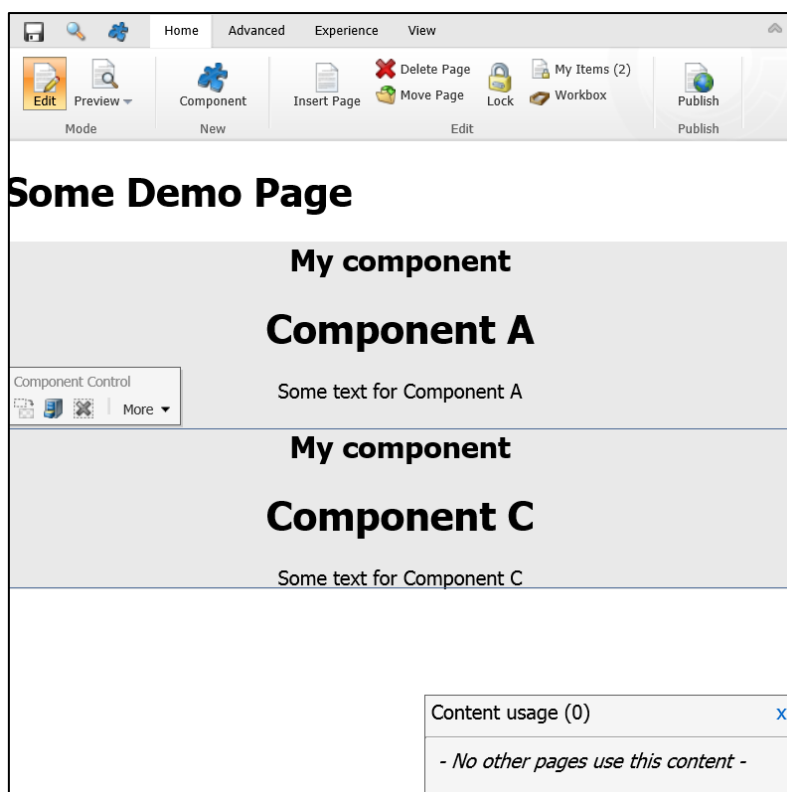 Home Advanced Experience View
Edit Preview Component Insert Page Delete Page Move Page Lock My Items (2) Workbox Publish
Mode New Edit Publish
Some Demo Page
My component
Component A
Some text for Component A
Component Control
More
My component
Component C
Some text for Component C
Content usage (0) x
- No other pages use this content -